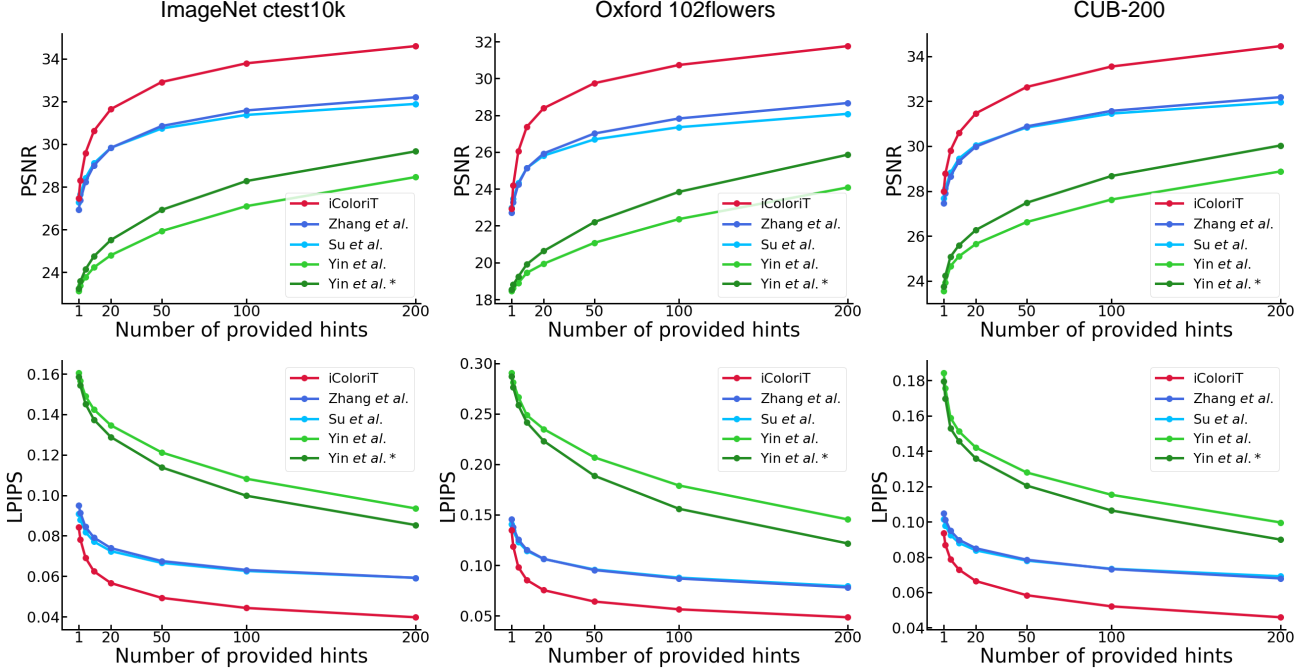 ImageNet ctest10k
Oxford 102flowers
CUB-200
PSNR
34
32
30
28
26
24
iColoriT
Zhang et al.
Su et al.
Yin et al.
Yin et al.*
1
20
50
100
200
Number of provided hints
PSNR
32
30
28
26
24
22
20
18
iColoriT
Zhang et al.
Su et al.
Yin et al.
Yin et al.*
1
20
50
100
200
Number of provided hints
PSNR
34
32
30
28
26
24
iColoriT
Zhang et al.
Su et al.
Yin et al.
Yin et al.*
1
20
50
100
200
Number of provided hints
LPIPS
0.16
0.14
0.12
0.10
0.08
0.06
0.04
iColoriT
Zhang et al.
Su et al.
Yin et al.
Yin et al.*
1
20
50
100
200
Number of provided hints
LPIPS
0.30
0.25
0.20
0.15
0.10
0.05
iColoriT
Zhang et al.
Su et al.
Yin et al.
Yin et al.*
1
20
50
100
200
Number of provided hints
LPIPS
0.18
0.16
0.14
0.12
0.10
0.08
0.06
0.04
iColoriT
Zhang et al.
Su et al.
Yin et al.
Yin et al.*
1
20
50
100
200
Number of provided hints